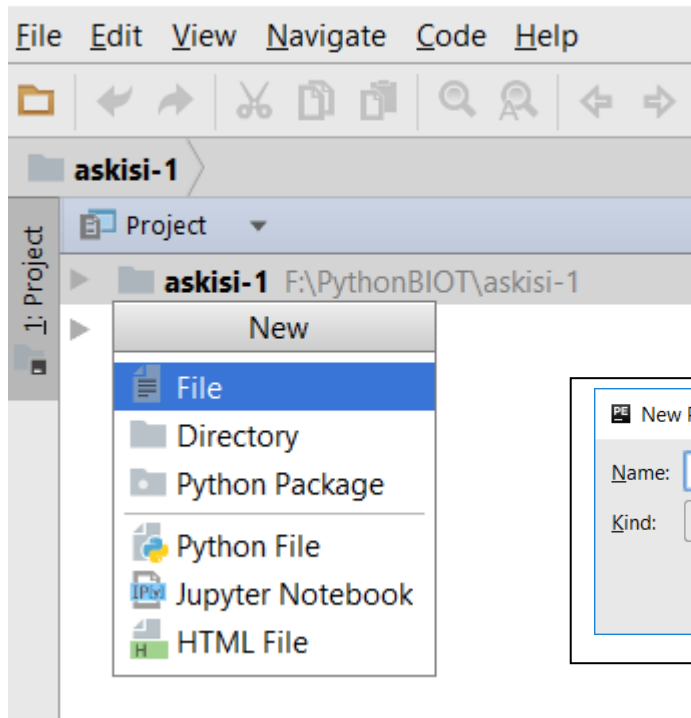 File Edit View Navigate Code Help
askisi-1
1: Project
Project
askisi-1 F:\PythonBIOT\askisi-1
New
File
Directory
Python Package
Python File
Jupyter Notebook
HTML File
PE New
Name:
Kind: